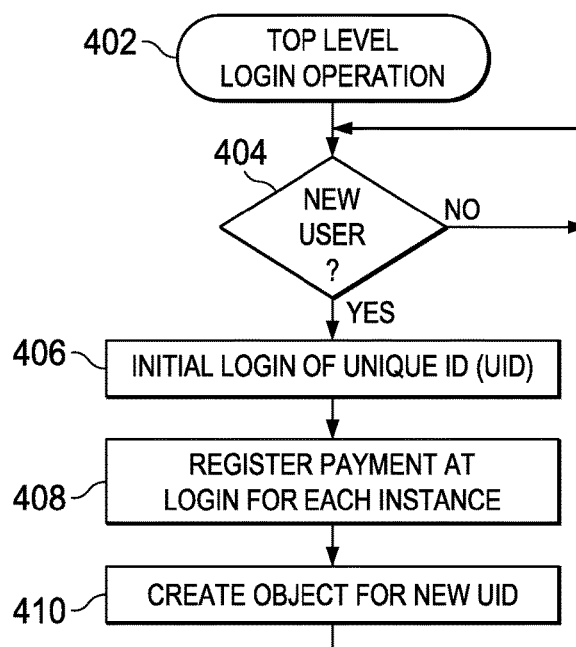 402
TOP LEVEL
LOGIN OPERATION
404
NEW
USER
?
NO
YES
406
INITIAL LOGIN OF UNIQUE ID (UID)
408
REGISTER PAYMENT AT
LOGIN FOR EACH INSTANCE
410
CREATE OBJECT FOR NEW UID